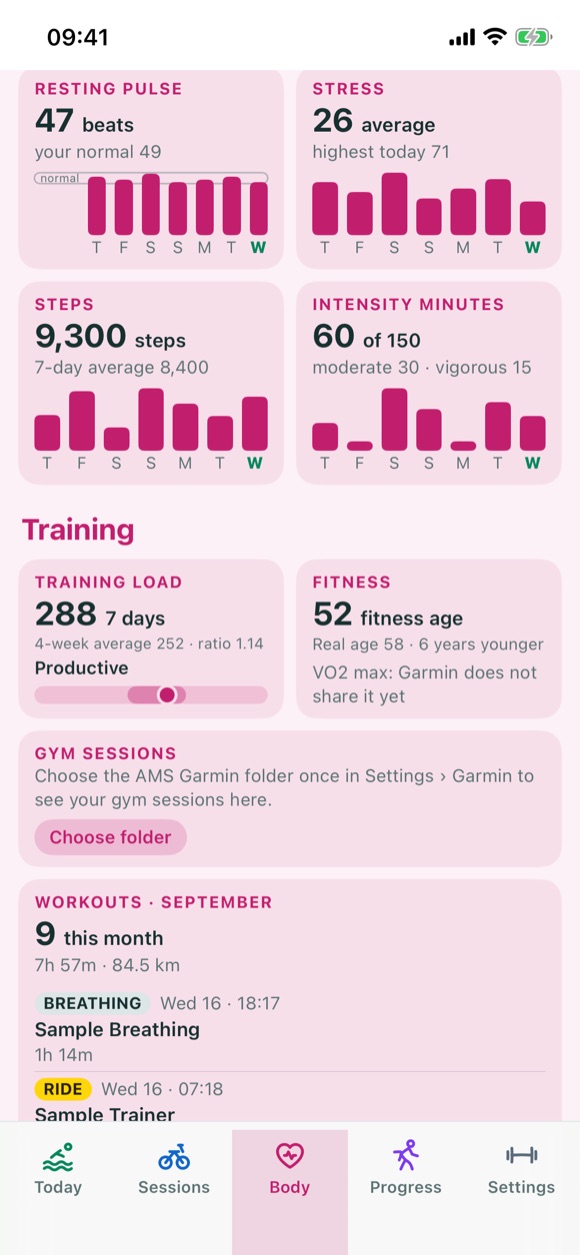 09:41
RESTING PULSE
47 beats
your normal 49
normal
T F S S M T W
STRESS
26 average
highest today 71
T F S S M T W
STEPS
9,300 steps
7-day average 8,400
T F S S M T W
INTENSITY MINUTES
60 of 150
moderate 30 · vigorous 15
T F S S M T W
Training
TRAINING LOAD
288 7 days
4-week average 252 · ratio 1.14
Productive
FITNESS
52 fitness age
Real age 58 · 6 years younger
VO2 max: Garmin does not
share it yet
GYM SESSIONS
Choose the AMS Garmin folder once in Settings › Garmin to
see your gym sessions here.
Choose folder
WORKOUTS · SEPTEMBER
9 this month
7h 57m · 84.5 km
BREATHING Wed 16 · 18:17
Sample Breathing
1h 14m
RIDE Wed 16 · 07:18
Sample Trainer
Today Sessions Body Progress Settings